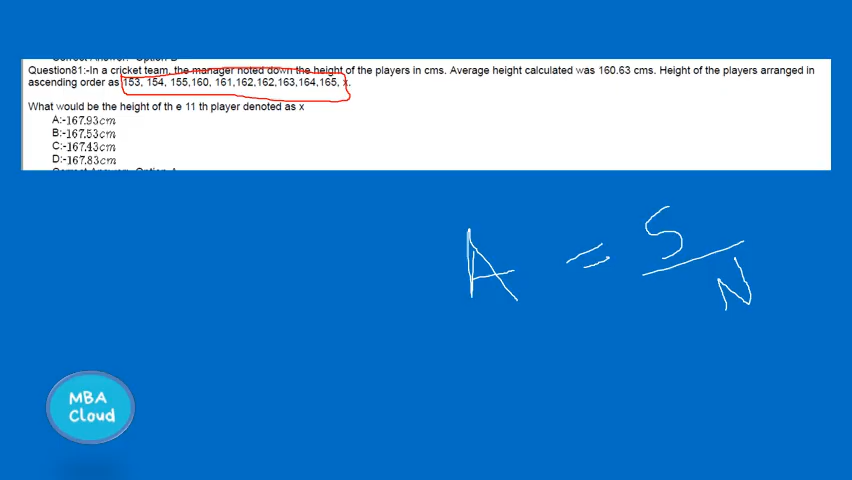 Question81:-In a cricket team, the manager noted down the height of the players in cms. Average height calculated was 160.63 cms. Height of the players arranged in
ascending order as 153, 154, 155,160, 161,162,162,163,164,165, x.
What would be the height of th e 11 th player denoted as x
A:-167.93cm
B:-167.53cm
C:-167.43cm
D:-167.83cm
A = S
N
MBA
Cloud